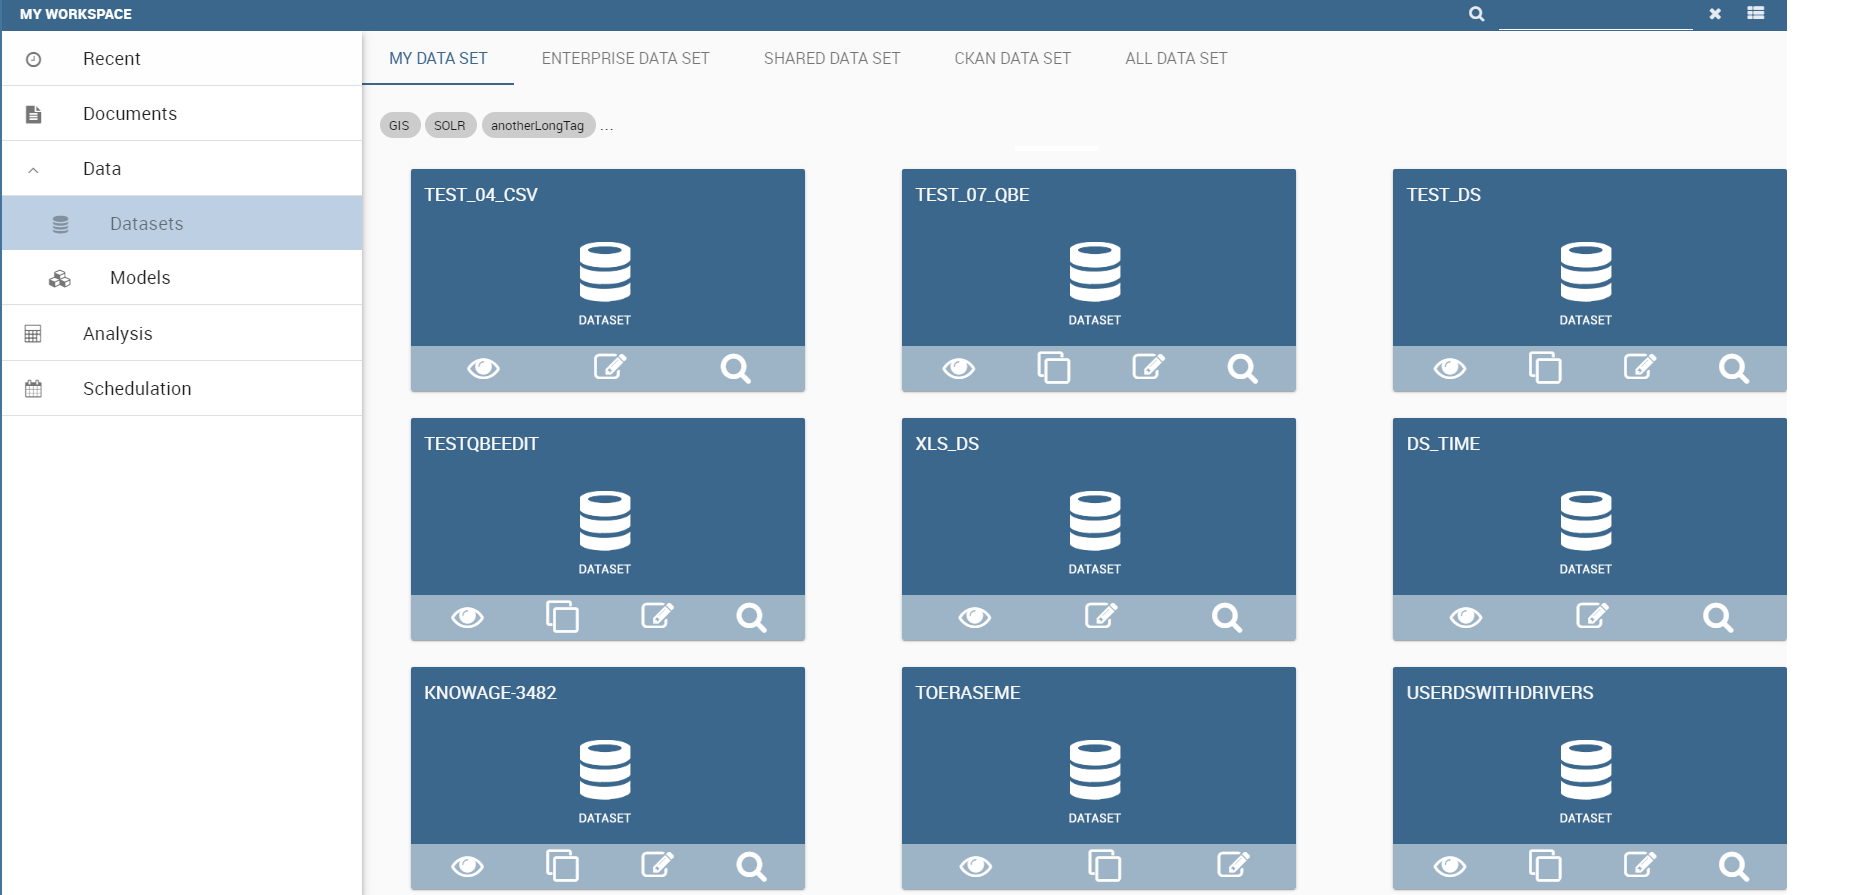 MY WORKSPACE
Recent
Documents
Data
Datasets
Models
Analysis
Schedulation
MY DATA SET ENTERPRISE DATA SET SHARED DATA SET CKAN DATA SET ALL DATA SET
GIS SOLR anotherLongTag ...
TEST_04_CSV TEST_07_QBE TEST_DS
DATASET DATASET DATASET
TESTQBEEDIT XLS_DS DS_TIME
DATASET DATASET DATASET
KNOWAGE-3482 TOERASEME USERDSWITHDRIVERS
DATASET DATASET DATASET